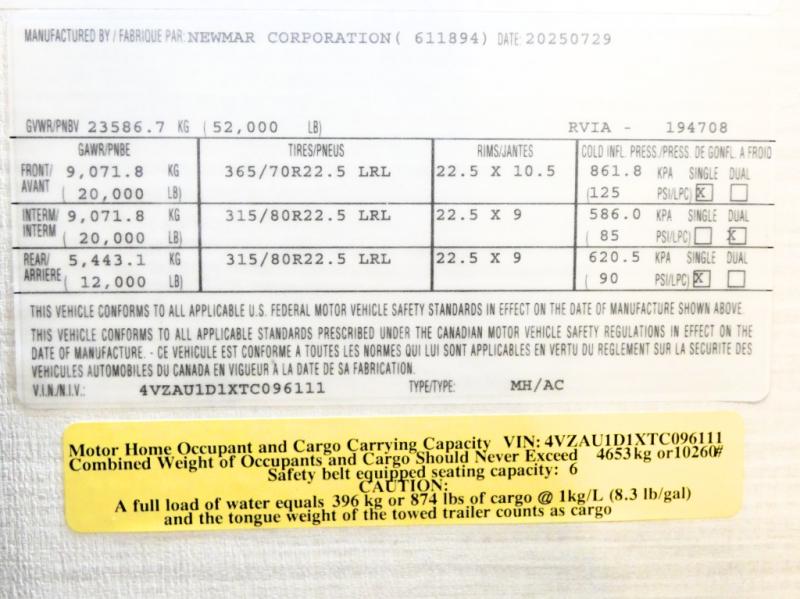 MANUFACTURED BY / FABRIQUE PAR: NEWMAR CORPORATION( 611894) DATE: 20250729
GVWR/PNBV 23586.7 KG ( 52,000 LB) RVIA - 194708
GAWR/PNBE TIRES/PNEUS RIMS/JANTES COLD INFL. PRESS./PRESS. DE GONFL. A FROID
FRONT/ AVANT 9,071.8 KG 365/70R22.5 LRL 22.5 X 10.5 861.8 KPA SINGLE DUAL
( 20,000 LB) (125 PSI/LPC) X
INTERM/ INTERM 9,071.8 KG 315/80R22.5 LRL 22.5 X 9 586.0 KPA SINGLE DUAL
( 20,000 LB) ( 85 PSI/LPC) X
REAR/ ARRIERE 5,443.1 KG 315/80R22.5 LRL 22.5 X 9 620.5 KPA SINGLE DUAL
( 12,000 LB) ( 90 PSI/LPC) X
THIS VEHICLE CONFORMS TO ALL APPLICABLE U.S. FEDERAL MOTOR VEHICLE SAFETY STANDARDS IN EFFECT ON THE DATE OF MANUFACTURE SHOWN ABOVE.
THIS VEHICLE CONFORMS TO ALL APPLICABLE STANDARDS PRESCRIBED UNDER THE CANADIAN MOTOR VEHICLE SAFETY REGULATIONS IN EFFECT ON THE
DATE OF MANUFACTURE. - CE VEHICULE EST CONFORME A TOUTES LES NORMES QUI LUI SONT APPLICABLES EN VERTU DU REGLEMENT SUR LA SECURITE DES
VEHICULES AUTOMOBILES DU CANADA EN VIGUEUR À LA DATE DE SA FABRICATION.
V.I.N./N.I.V.: 4VZAU1D1XTC096111 TYPE/TYPE: MH/AC
Motor Home Occupant and Cargo Carrying Capacity VIN: 4VZAU1D1XTC096111
Combined Weight of Occupants and Cargo Should Never Exceed 4653kg or10260#
Safety belt equipped seating capacity: 6
CAUTION:
A full load of water equals 396 kg or 874 lbs of cargo @ 1kg/L (8.3 lb/gal)
and the tongue weight of the towed trailer counts as cargo